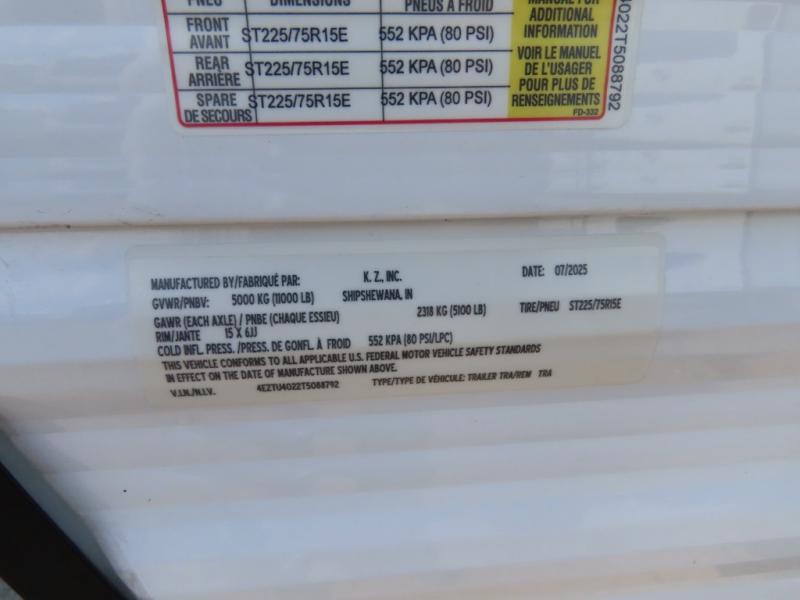 PNEU DIMENSIONS PNEUS À FROID
FRONT
AVANT ST225/75R15E 552 KPA (80 PSI)
REAR
ARRIÈRE ST225/75R15E 552 KPA (80 PSI)
SPARE
DE SECOURS ST225/75R15E 552 KPA (80 PSI)
MANUAL FOR
ADDITIONAL
INFORMATION
VOIR LE MANUEL
DE L'USAGER
POUR PLUS DE
RENSEIGNEMENTS
FD-332
022T5088792
MANUFACTURED BY/FABRIQUÉ PAR: K. Z., INC. DATE: 07/2025
GVWR/PNBV: 5000 KG (11000 LB) SHIPSHEWANA, IN
GAWR (EACH AXLE) / PNBE (CHAQUE ESSIEU) 2318 KG (5100 LB) TIRE/PNEU ST225/75R15E
RIM/JANTE 15 X 6JJ
COLD INFL. PRESS. /PRESS. DE GONFL. À FROID 552 KPA (80 PSI/LPC)
THIS VEHICLE CONFORMS TO ALL APPLICABLE U.S. FEDERAL MOTOR VEHICLE SAFETY STANDARDS
IN EFFECT ON THE DATE OF MANUFACTURE SHOWN ABOVE.
V.I.N./N.I.V. 4EZTU4022T5088792 TYPE/TYPE DE VÉHICULE: TRAILER TRA/REM TRA